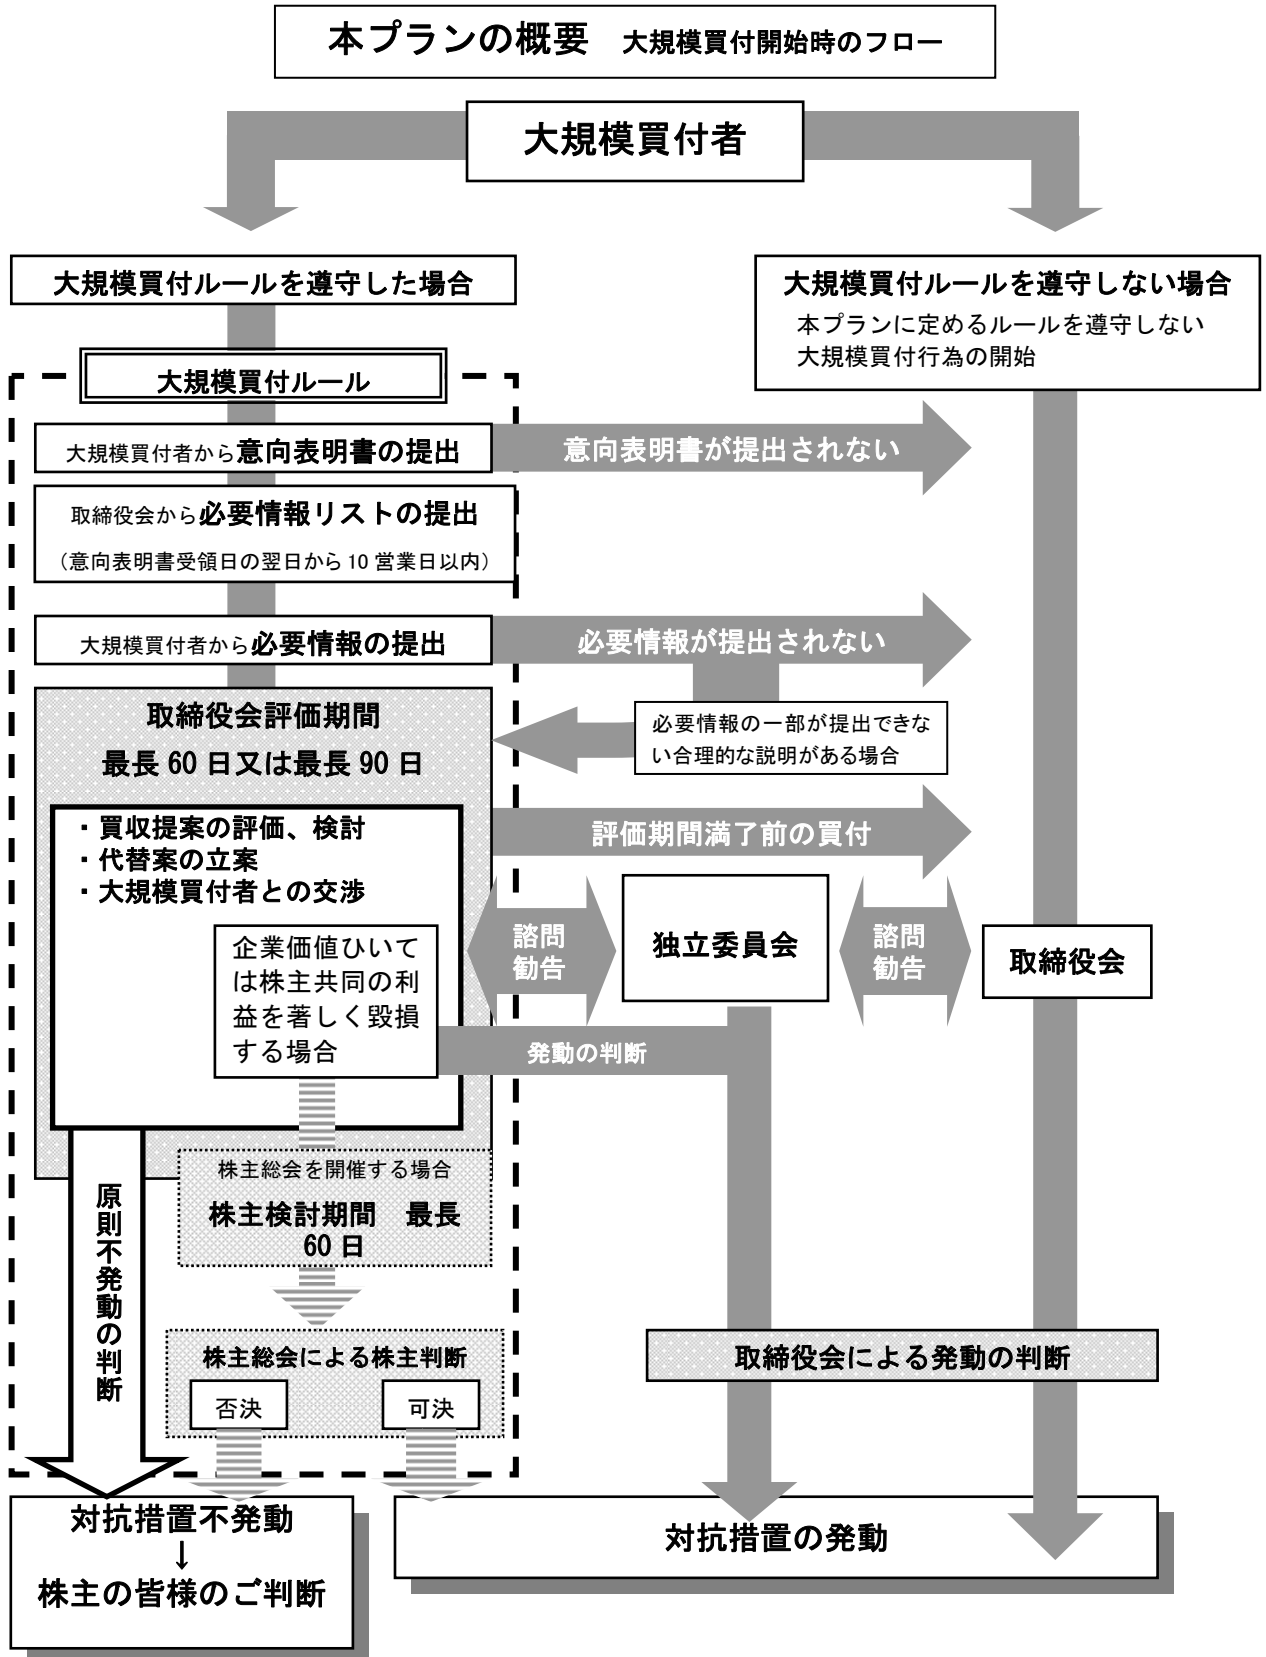 本プランの概要　大規模買付開始時のフロー
大規模買付者
大規模買付ルールを遵守した場合
大規模買付ルールを遵守しない場合
本プランに定めるルールを遵守しない
大規模買付行為の開始
大規模買付ルール
大規模買付者から意向表明書の提出
意向表明書が提出されない
取締役会から必要情報リストの提出
（意向表明書受領日の翌日から 10 営業日以内）
大規模買付者から必要情報の提出
必要情報が提出されない
取締役会評価期間
最長 60 日又は最長 90 日
必要情報の一部が提出できな
い合理的な説明がある場合
・買収提案の評価、検討
・代替案の立案
・大規模買付者との交渉
評価期間満了前の買付
企業価値ひいて
は株主共同の利
益を著しく毀損
する場合
諮問
勧告
独立委員会
諮問
勧告
取締役会
発動の判断
株主総会を開催する場合
株主検討期間　最長
60 日
原則不発動の判断
株主総会による株主判断
否決
可決
取締役会による発動の判断
対抗措置不発動
↓
株主の皆様のご判断
対抗措置の発動